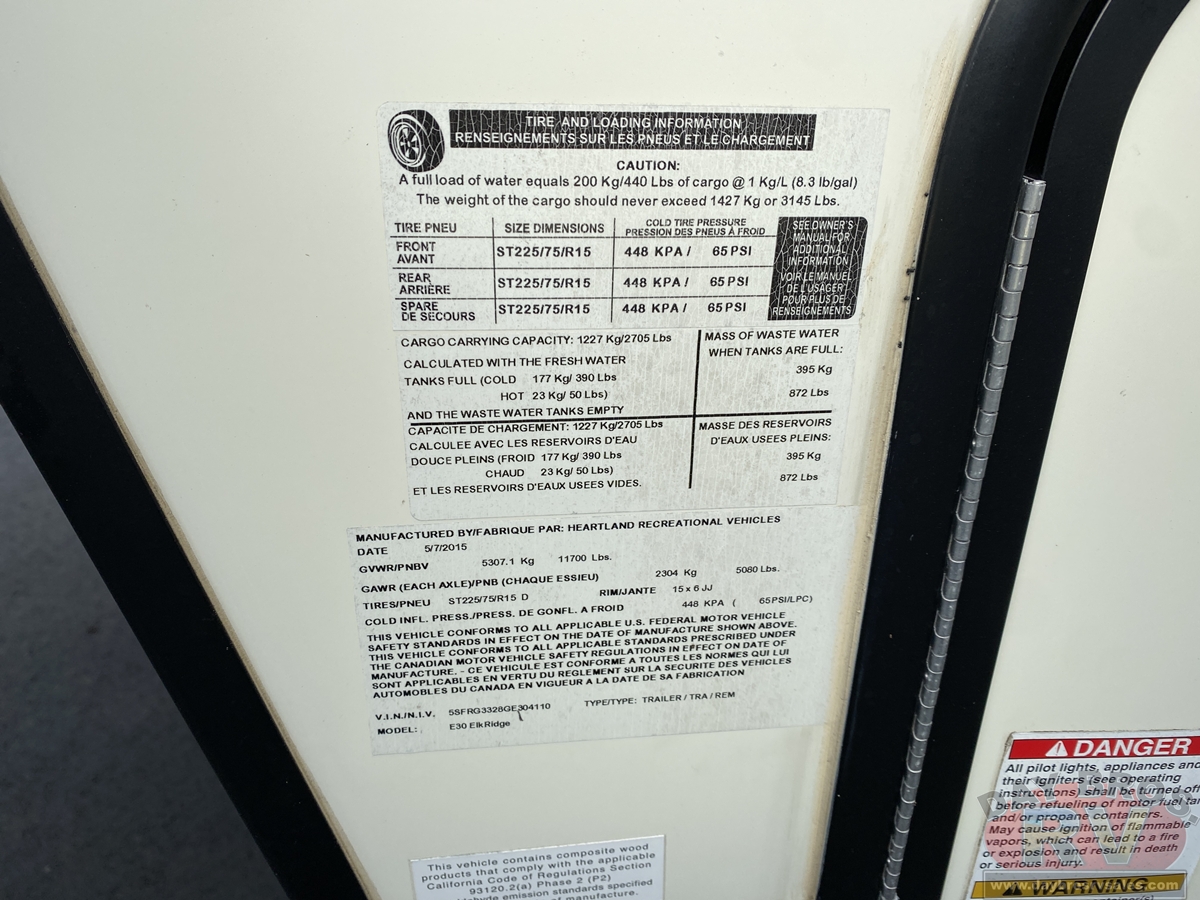 TIRE AND LOADING INFORMATION
RENSEIGNEMENTS SUR LES PNEUS ET LE CHARGEMENT
CAUTION:
A full load of water equals 200 Kg/440 Lbs of cargo @ 1 Kg/L (8.3 lb/gal)
The weight of the cargo should never exceed 1427 Kg or 3145 Lbs.
TIRE PNEU SIZE DIMENSIONS COLD TIRE PRESSURE
PRESSION DES PNEUS À FROID
FRONT
AVANT ST225/75/R15 448 KPA / 65 PSI
REAR
ARRIÈRE ST225/75/R15 448 KPA / 65 PSI
SPARE
DE SECOURS ST225/75/R15 448 KPA / 65 PSI
SEE OWNER'S
MANUAL FOR
ADDITIONAL
INFORMATION
VOIR LE MANUEL
DE L'USAGER
POUR PLUS DE
RENSEIGNEMENTS
CARGO CARRYING CAPACITY: 1227 Kg/2705 Lbs
CALCULATED WITH THE FRESH WATER
TANKS FULL (COLD 177 Kg/ 390 Lbs
HOT 23 Kg/ 50 Lbs)
AND THE WASTE WATER TANKS EMPTY
MASS OF WASTE WATER
WHEN TANKS ARE FULL:
395 Kg
872 Lbs
CAPACITE DE CHARGEMENT: 1227 Kg/2705 Lbs
CALCULEE AVEC LES RESERVOIRS D'EAU
DOUCE PLEINS (FROID 177 Kg/ 390 Lbs
CHAUD 23 Kg/ 50 Lbs)
ET LES RESERVOIRS D'EAUX USEES VIDES.
MASSE DES RESERVOIRS
D'EAUX USEES PLEINS:
395 Kg
872 Lbs
MANUFACTURED BY/FABRIQUE PAR: HEARTLAND RECREATIONAL VEHICLES
DATE 5/7/2015
GVWR/PNBV 5307.1 Kg 11700 Lbs.
GAWR (EACH AXLE)/PNB (CHAQUE ESSIEU) 2304 Kg 5080 Lbs.
TIRES/PNEU ST225/75/R15 D RIM/JANTE 15 x 6 JJ
COLD INFL. PRESS./PRESS. DE GONFL. A FROID 448 KPA ( 65PSI/LPC)
THIS VEHICLE CONFORMS TO ALL APPLICABLE U.S. FEDERAL MOTOR VEHICLE
SAFETY STANDARDS IN EFFECT ON THE DATE OF MANUFACTURE SHOWN ABOVE.
THIS VEHICLE CONFORMS TO ALL APPLICABLE STANDARDS PRESCRIBED UNDER
THE CANADIAN MOTOR VEHICLE SAFETY REGULATIONS IN EFFECT ON DATE OF
MANUFACTURE. - CE VEHICULE EST CONFORME A TOUTES LES NORMES QUI LUI
SONT APPLICABLES EN VERTU DU REGLEMENT SUR LA SECURITE DES VEHICLES
AUTOMOBILES DU CANADA EN VIGUEUR A LA DATE DE SA FABRICATION
V.I.N./N.I.V. 5SFRG3328GE304110 TYPE/TYPE: TRAILER / TRA / REM
MODEL: E30 ElkRidge
This vehicle contains composite wood
products that comply with the applicable
California Code of Regulations Section
93120.2(a) Phase 2 (P2)
emission standards specified
of manufacture.
DANGER
All pilot lights, appliances and
their igniters (see operating
instructions) shall be turned off
before refueling of motor fuel
and/or propane containers.
May cause ignition of flammable
vapors, which can lead to a fire
or explosion and result in death
or serious injury.
WARNING